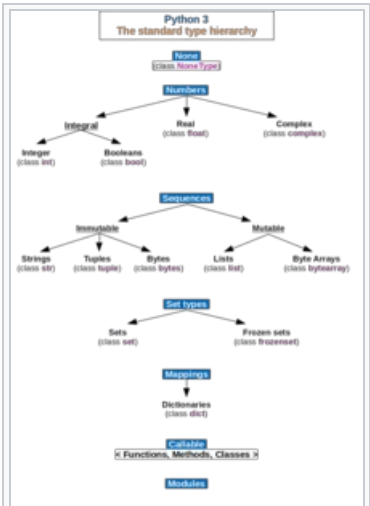 Python 3
The standard type hierarchy
None
(class NoneType)
Numbers
Integral
Real
(class float)
Complex
(class complex)
Integer
(class int)
Booleans
(class bool)
Sequences
Immutable
Mutable
Strings
(class str)
Tuples
(class tuple)
Bytes
(class bytes)
Lists
(class list)
Byte Arrays
(class bytearray)
Set types
Sets
(class set)
Frozen sets
(class frozenset)
Mappings
Dictionaries
(class dict)
Callable
< Functions, Methods, Classes >
Modules